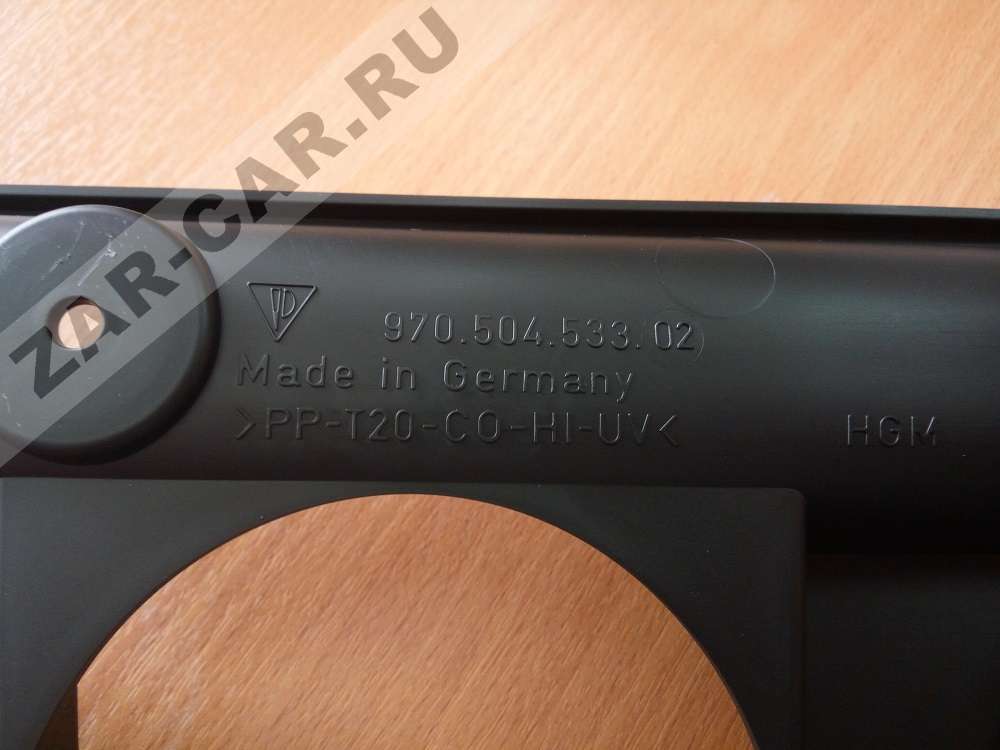 ZAR-CAR.RU
970.504.533.02
Made in Germany
>PP-T20-CO-HI-UV<
HGM